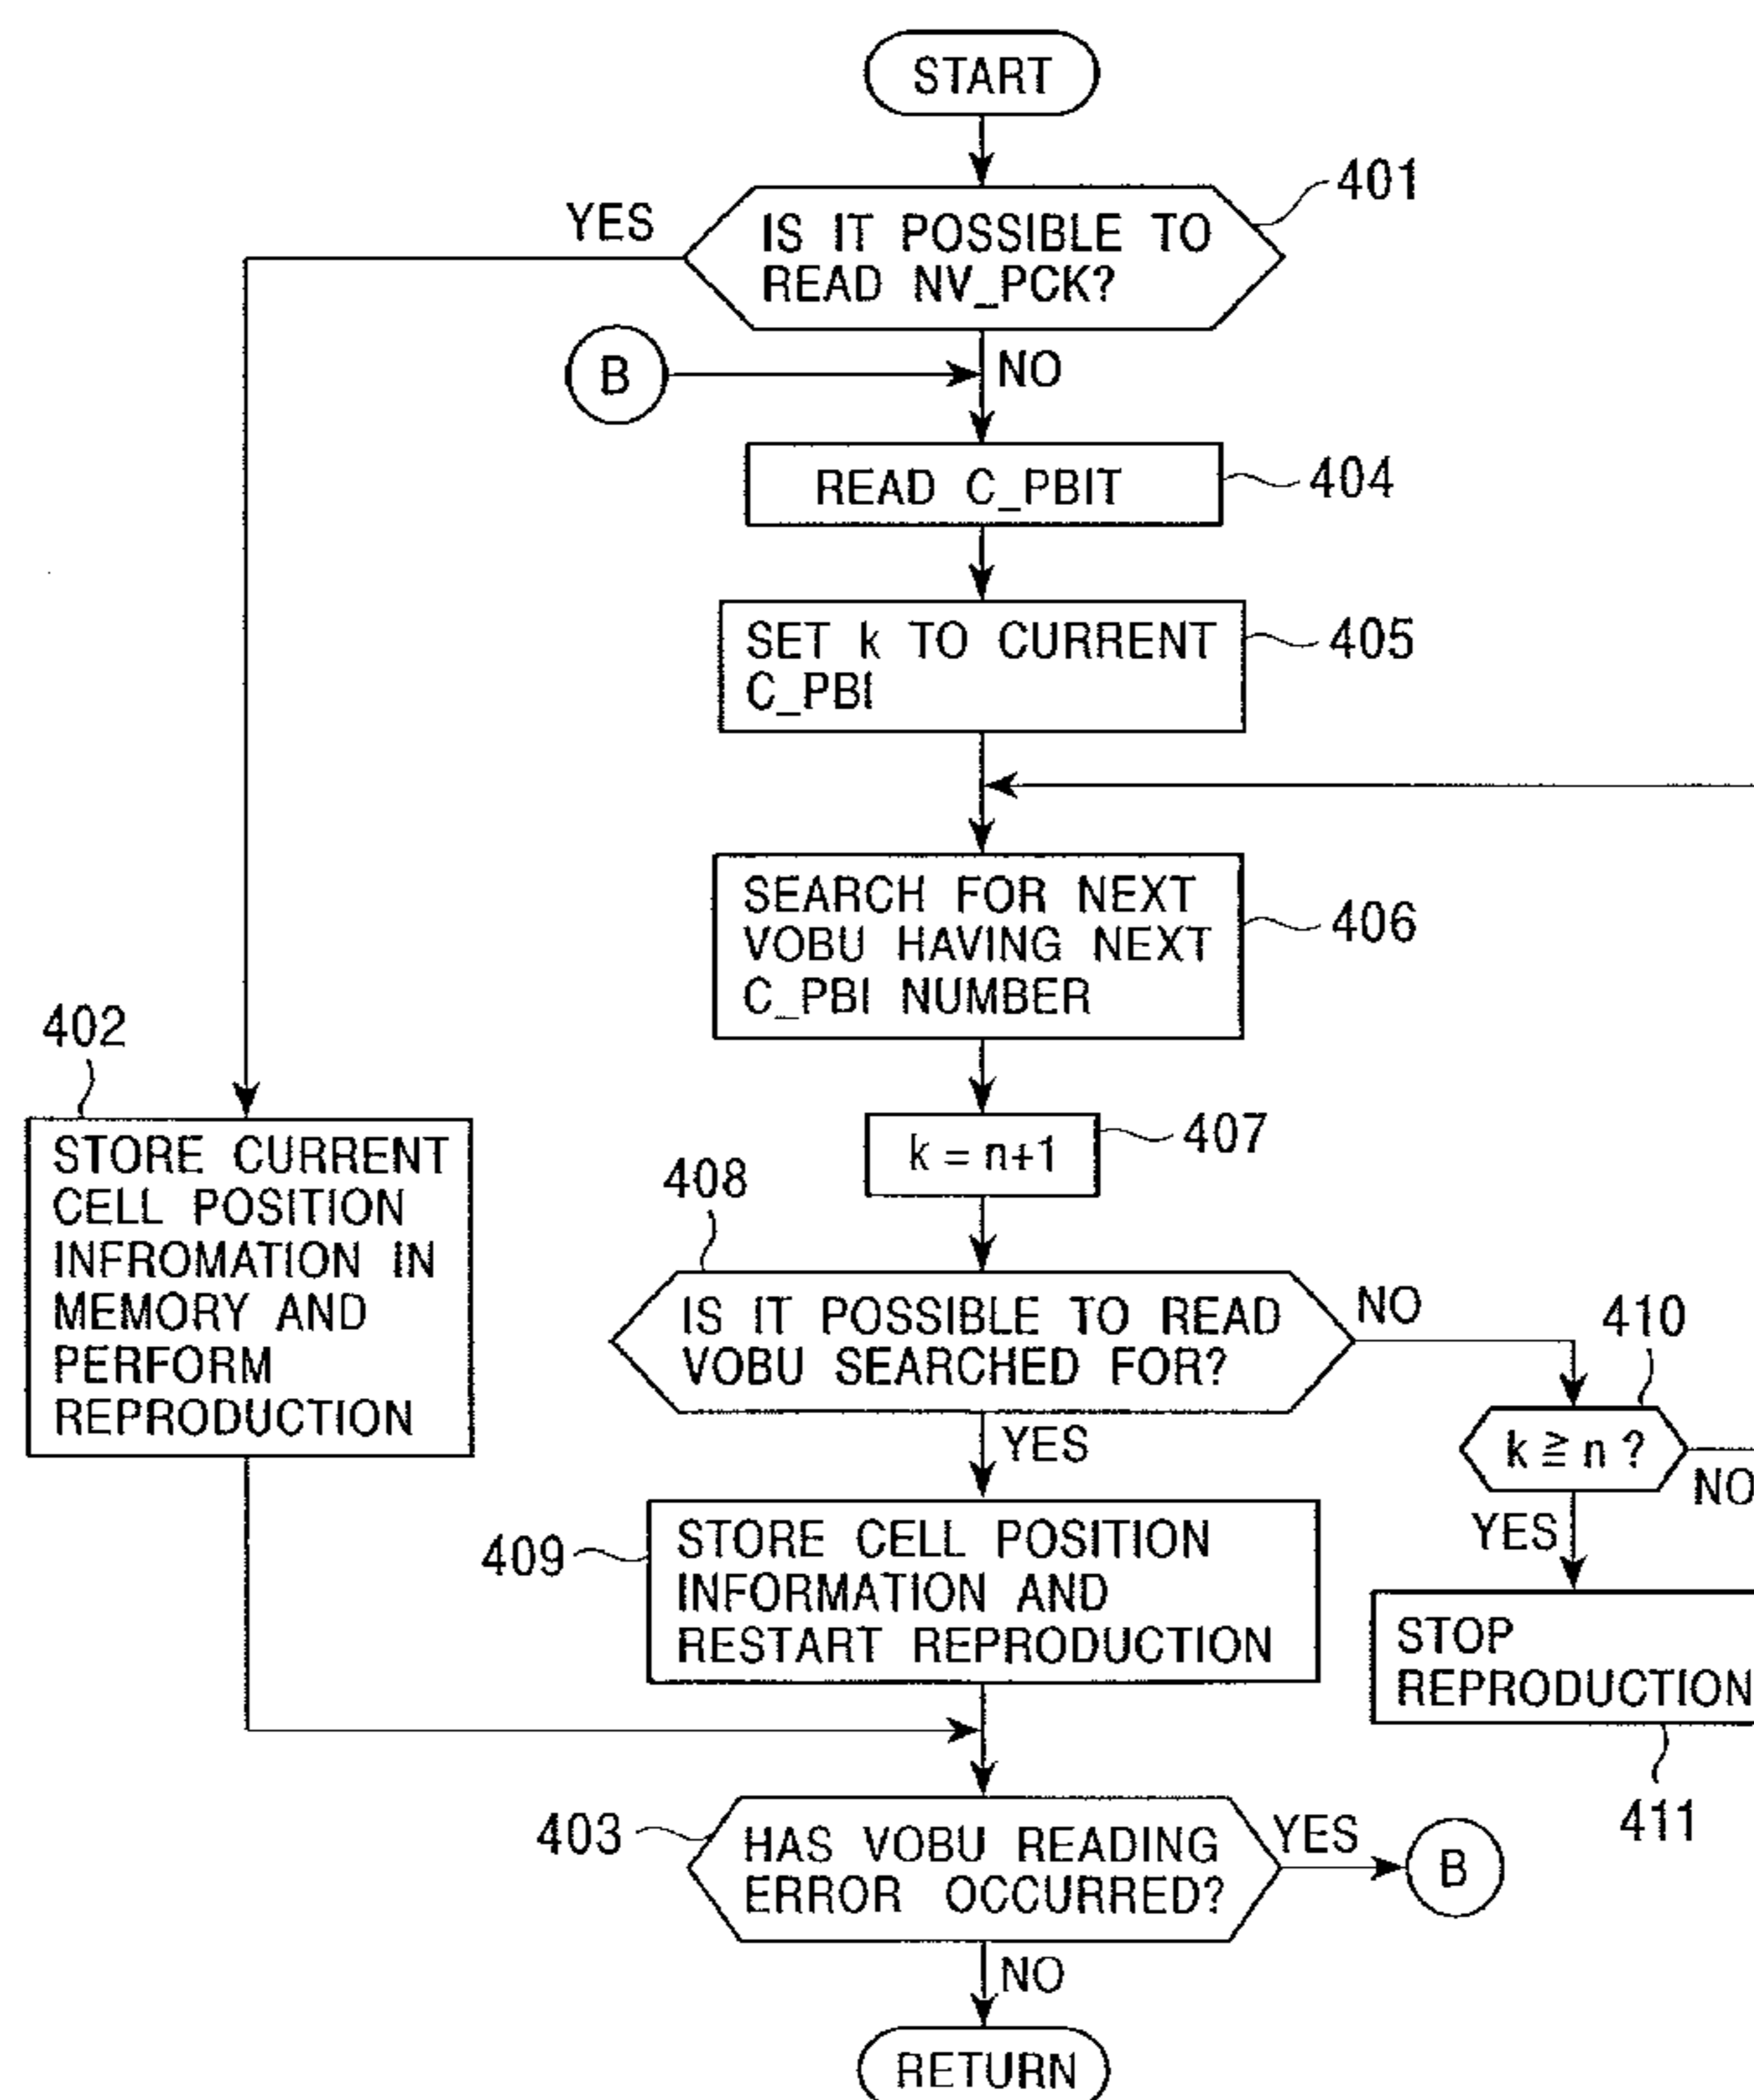 START
401
YES
IS IT POSSIBLE TO
READ NV_PCK?
B
NO
READ C_PBIT
404
SET k TO CURRENT
C_PBI
405
SEARCH FOR NEXT
VOBU HAVING NEXT
C_PBI NUMBER
406
402
STORE CURRENT
CELL POSITION
INFROMATION IN
MEMORY AND
PERFORM
REPRODUCTION
k = n+1
407
408
IS IT POSSIBLE TO READ
VOBU SEARCHED FOR?
NO
410
YES
k ≧ n ?
NO
YES
409
STORE CELL POSITION
INFORMATION AND
RESTART REPRODUCTION
STOP
REPRODUCTION
411
403
HAS VOBU READING
ERROR OCCURRED?
YES
B
NO
RETURN